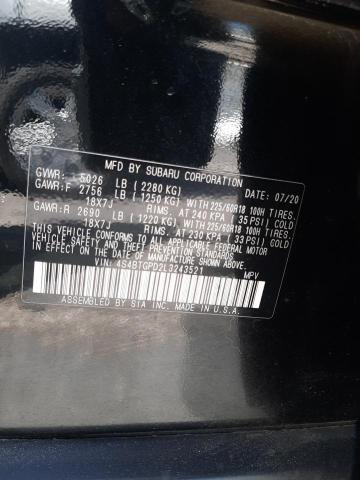 MFD BY SUBARU CORPORATION
GVWR: 5026 LB (2280 KG) DATE: 07/20
GAWR:F 2756 LB (1250 KG) WITH 225/60R18 100H TIRES.
18X7J RIMS. AT 240 KPA (35 PSI) COLD
GAWR:R 2690 LB (1220 KG) WITH 225/60R18 100H TIRES.
18X7J RIMS. AT 230 KPA (33 PSI) COLD
THIS VEHICLE CONFORMS TO ALL APPLICABLE
FEDERAL MOTOR VEHICLE SAFETY, BUMPER, AND
THEFT PREVENTION STANDARDS
IN EFFECT ON THE DATE OF MANUFACTURE
SHOWN ABOVE.
VIN: 4S4BTGPD2L3243521 MPV
ASSEMBLED BY SIA INC. MADE IN U.S.A.